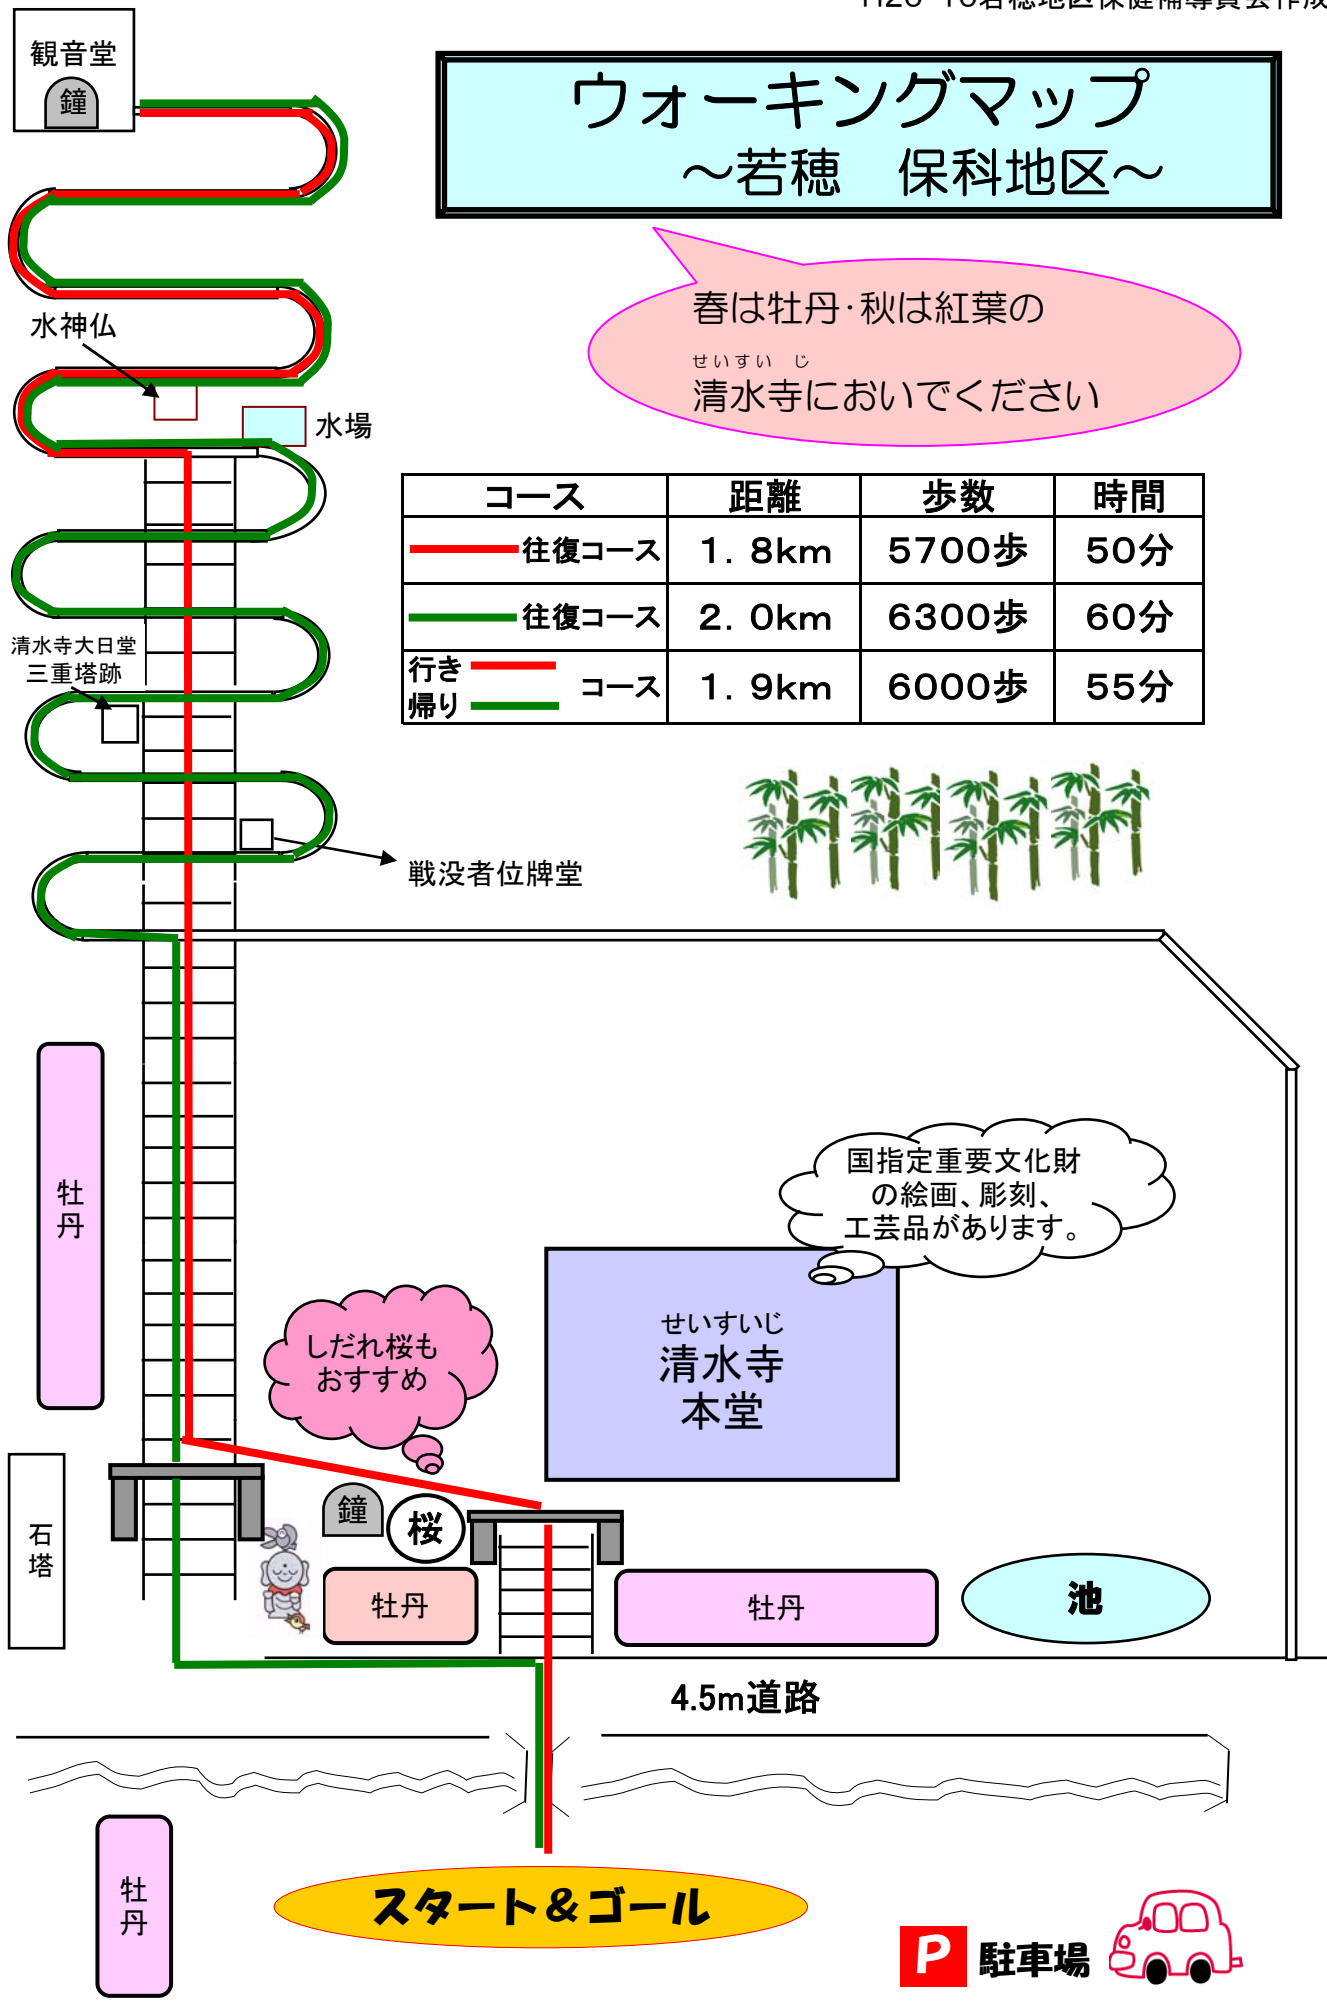 観音堂
鐘
ウォーキングマップ
～若穂　保科地区～
春は牡丹・秋は紅葉の
せいすい じ
清水寺においでください
水神仏
水場
コース 距離 歩数 時間
往復コース 1．8km 5700歩 50分
往復コース 2．0km 6300歩 60分
行き
帰り コース 1．9km 6000歩 55分
清水寺大日堂
三重塔跡
戦没者位牌堂
牡丹
国指定重要文化財
の絵画、彫刻、
工芸品があります。
しだれ桜も
おすすめ
せいすいじ
清水寺
本堂
石塔
鐘
桜
牡丹
牡丹
池
4.5m道路
牡丹
スタート＆ゴール
P 駐車場